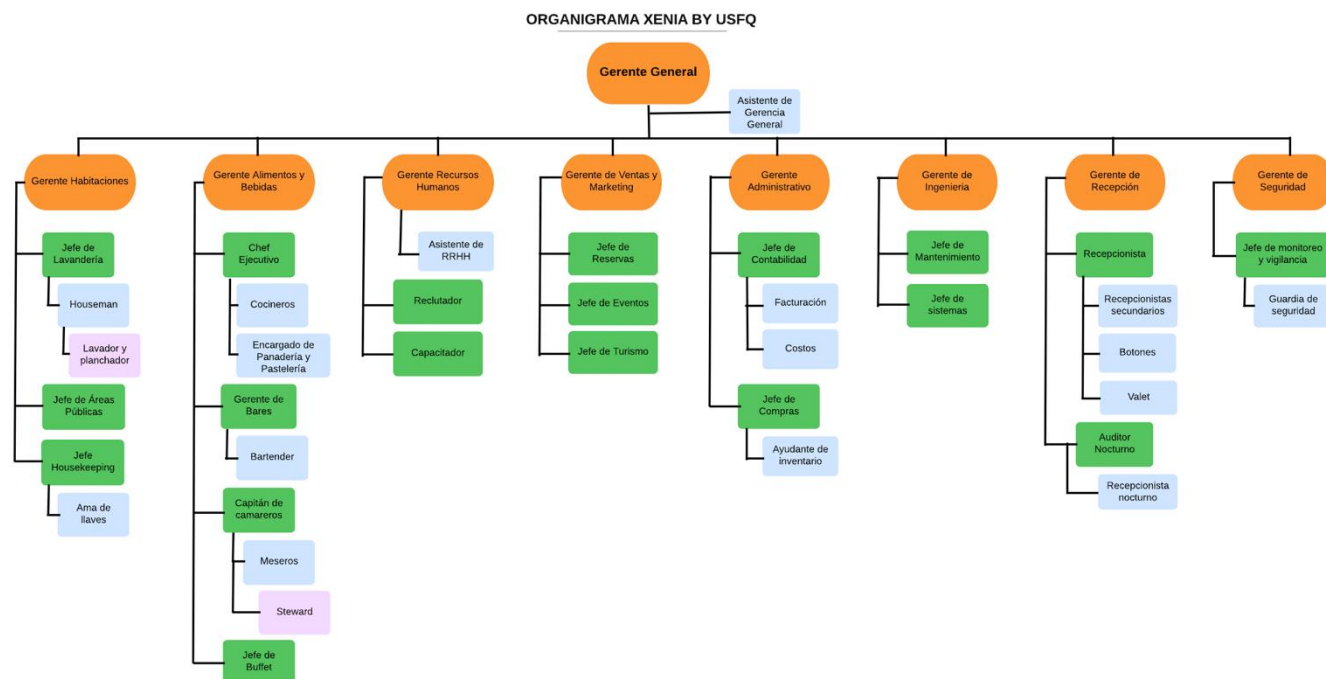 ORGANIGRAMA XENIA BY USFQ
Gerente General
Asistente de
Gerencia
General
Gerente Habitaciones
Jefe de
Lavandería
Houseman
Lavador y
planchador
Jefe de Áreas
Públicas
Jefe
Housekeeping
Ama de
llaves
Gerente Alimentos y
Bebidas
Chef
Ejecutivo
Cocineros
Encargado de
Panadería y
Pastelería
Gerente de
Bares
Bartender
Capitán de
camareros
Meseros
Steward
Jefe de
Buffet
Gerente Recursos
Humanos
Asistente de
RRHH
Reclutador
Capacitador
Gerente de Ventas y
Marketing
Jefe de
Reservas
Jefe de Eventos
Jefe de Turismo
Gerente
Administrativo
Jefe de
Contabilidad
Facturación
Costos
Jefe de
Compras
Ayudante de
inventario
Gerente de
Ingenieria
Jefe de
Mantenimiento
Jefe de
sistemas
Gerente de
Recepción
Recepcionista
Recepcionistas
secundarios
Botones
Valet
Auditor
Nocturno
Recepcionista
nocturno
Gerente de
Seguridad
Jefe de monitoreo
y vigilancia
Guardia de
seguridad